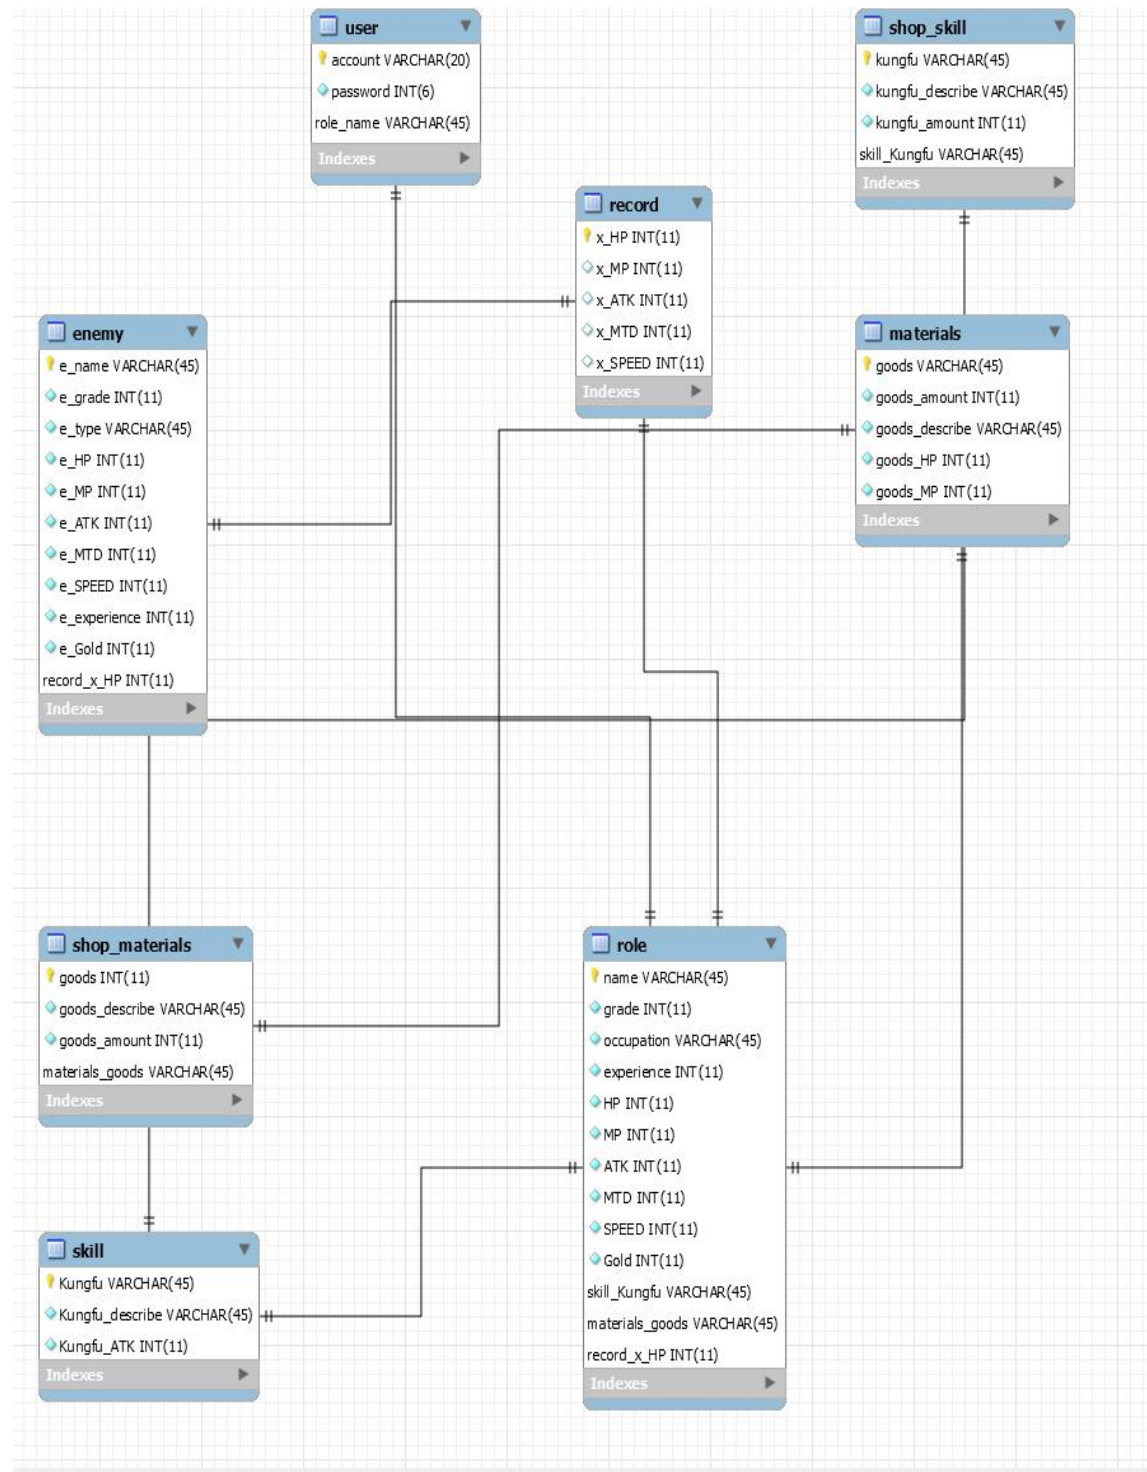 user
account VARCHAR(20)
password INT(6)
role_name VARCHAR(45)
Indexes
shop_skill
kungfu VARCHAR(45)
kungfu_describe VARCHAR(45)
kungfu_amount INT(11)
skill_Kungfu VARCHAR(45)
Indexes
record
x_HP INT(11)
x_MP INT(11)
x_ATK INT(11)
x_MTD INT(11)
x_SPEED INT(11)
Indexes
enemy
e_name VARCHAR(45)
e_grade INT(11)
e_type VARCHAR(45)
e_HP INT(11)
e_MP INT(11)
e_ATK INT(11)
e_MTD INT(11)
e_SPEED INT(11)
e_experience INT(11)
e_Gold INT(11)
record_x_HP INT(11)
Indexes
materials
goods VARCHAR(45)
goods_amount INT(11)
goods_describe VARCHAR(45)
goods_HP INT(11)
goods_MP INT(11)
Indexes
shop_materials
goods INT(11)
goods_describe VARCHAR(45)
goods_amount INT(11)
materials_goods VARCHAR(45)
Indexes
role
name VARCHAR(45)
grade INT(11)
occupation VARCHAR(45)
experience INT(11)
HP INT(11)
MP INT(11)
ATK INT(11)
MTD INT(11)
SPEED INT(11)
Gold INT(11)
skill_Kungfu VARCHAR(45)
materials_goods VARCHAR(45)
record_x_HP INT(11)
Indexes
skill
Kungfu VARCHAR(45)
Kungfu_describe VARCHAR(45)
Kungfu_ATK INT(11)
Indexes